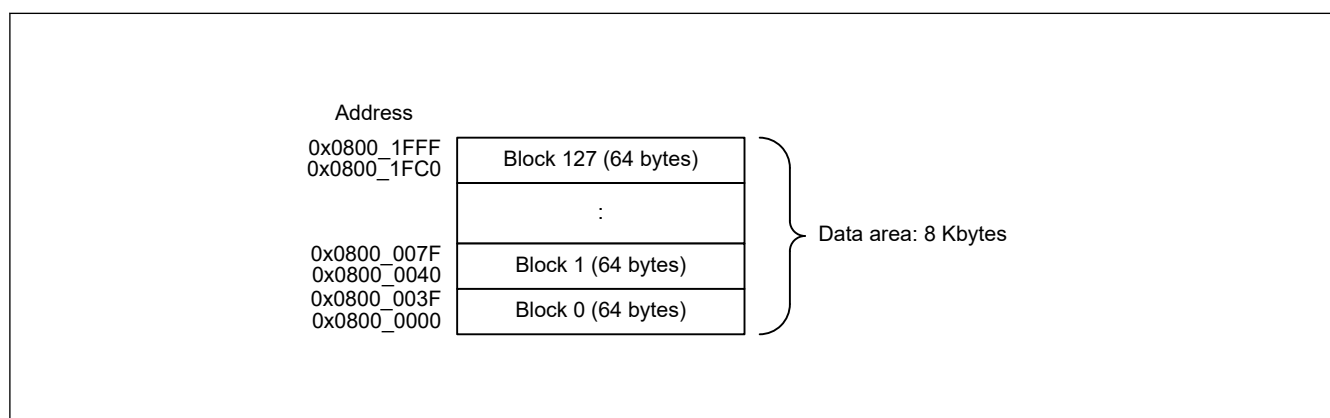 Address
0x0800_1FFF
0x0800_1FC0
Block 127 (64 bytes)
:
0x0800_007F
0x0800_0040
Block 1 (64 bytes)
0x0800_003F
0x0800_0000
Block 0 (64 bytes)
Data area: 8 Kbytes